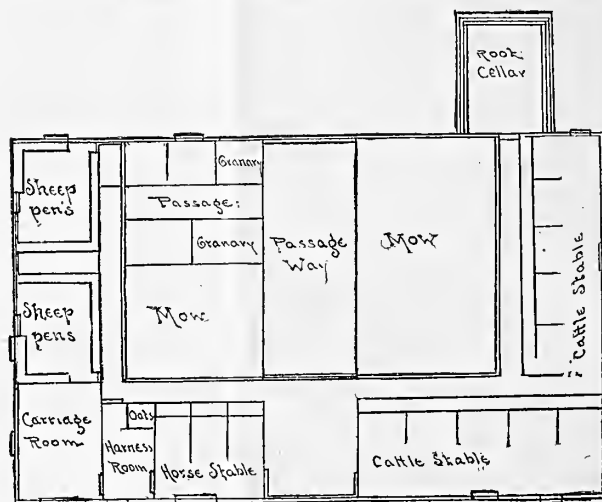 Root
Cellar
Granary
Sheep
pens
Passage:
Granary
Passage
Way
Mow
Mow
Cattle Stable
Sheep
pens
Carriage
Room
Oats
Harness
Room
Horse Stable
Cattle Stable